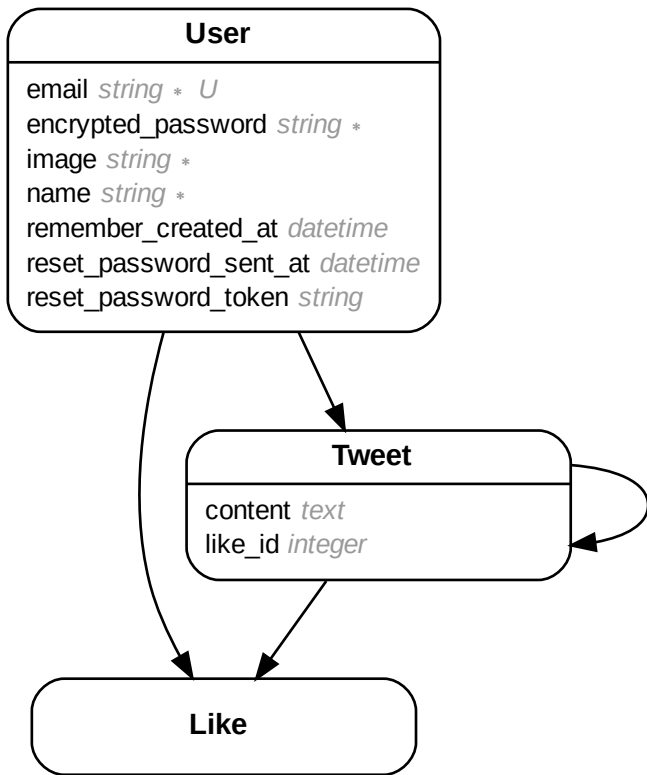 User
email string * U
encrypted_password string *
image string *
name string *
remember_created_at datetime
reset_password_sent_at datetime
reset_password_token string
Tweet
content text
like_id integer
Like